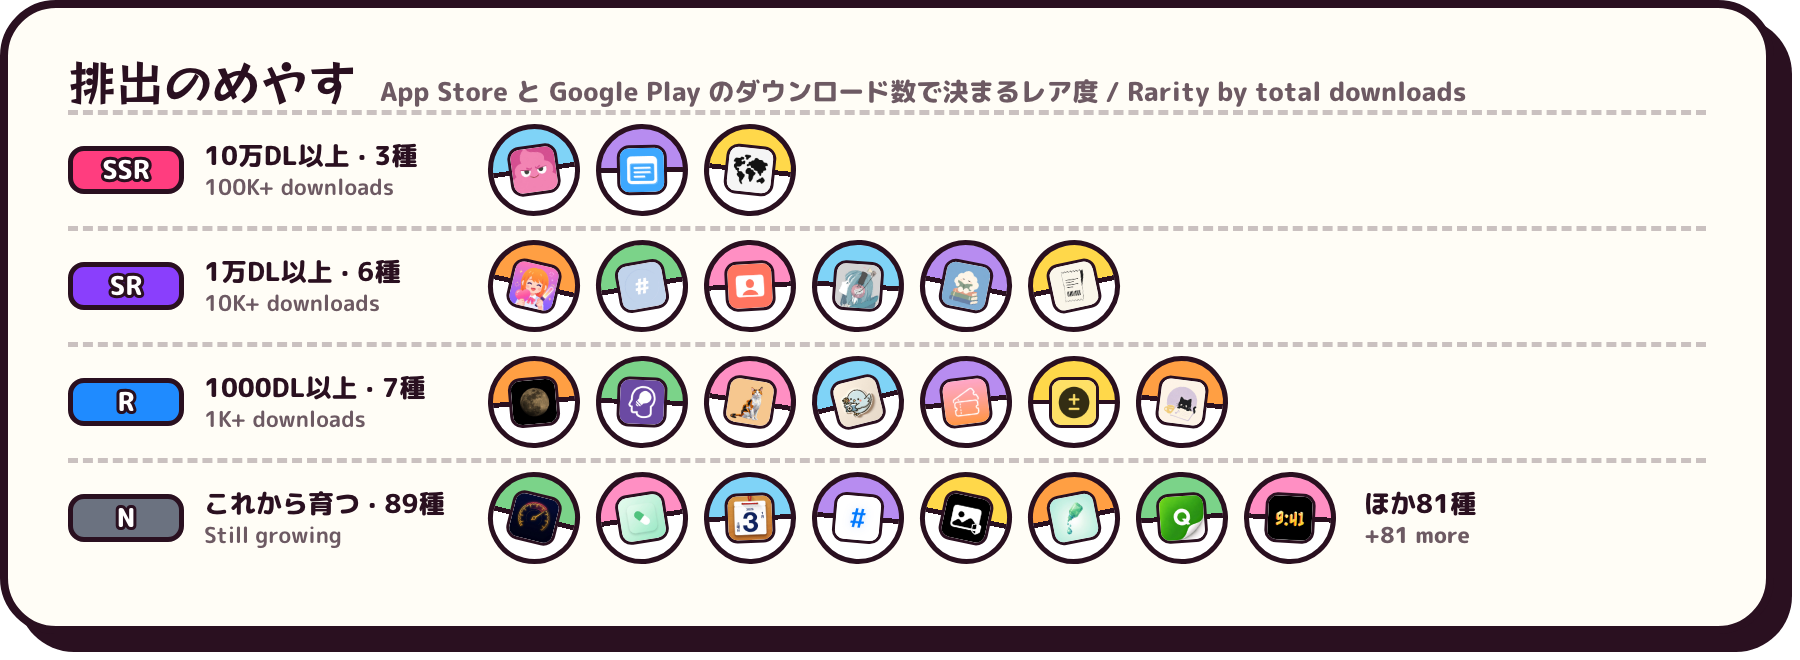 排出のめやす App Store と Google Play のダウンロード数で決まるレア度 / Rarity by total downloads
SSR
10万DL以上・3種
100K+ downloads
SR
1万DL以上・6種
10K+ downloads
#
R
1000DL以上・7種
1K+ downloads
N
これから育つ・89種
Still growing
3
#
Q
9:41
ほか81種
+81 more